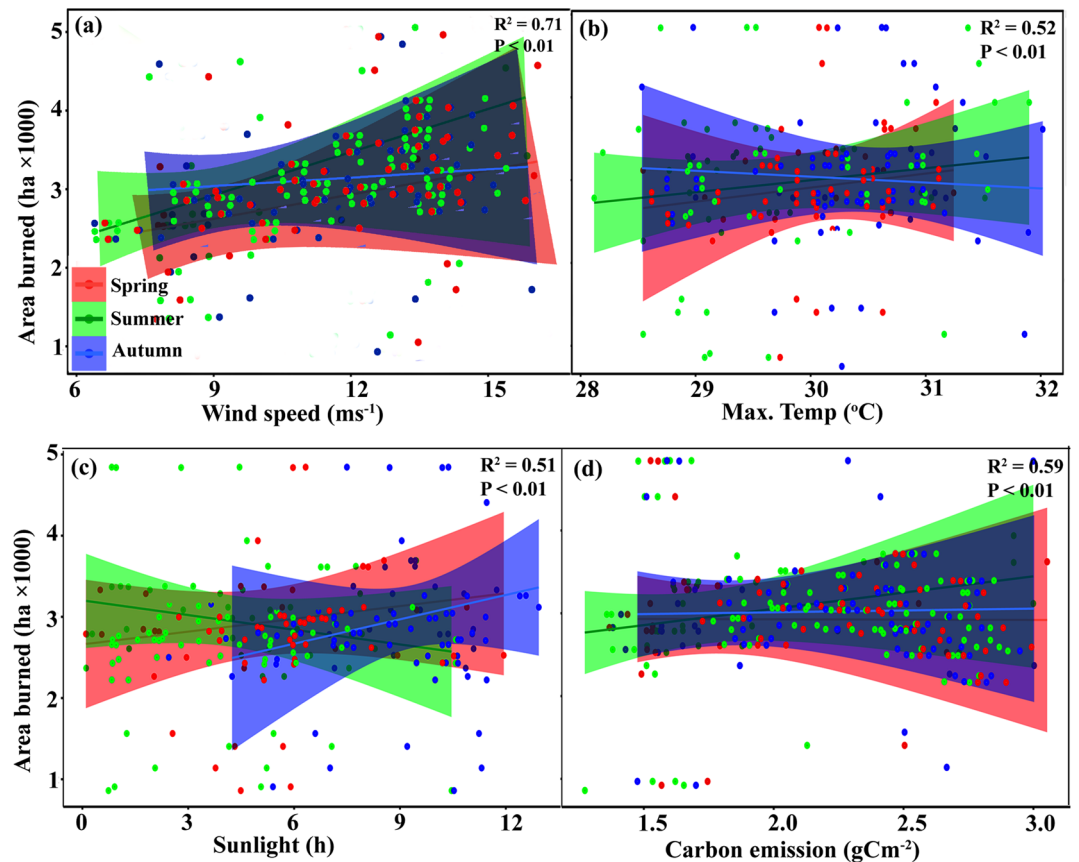 (a)
R² = 0.71
P < 0.01
Area burned (ha ×1000)
5
4
3
2
1
Spring
Summer
Autumn
6 9 12 15
Wind speed (ms⁻¹)
(b)
R² = 0.52
P < 0.01
28 29 30 31 32
Max. Temp (°C)
(c)
R² = 0.51
P < 0.01
Area burned (ha ×1000)
5
4
3
2
1
0 3 6 9 12
Sunlight (h)
(d)
R² = 0.59
P < 0.01
1.5 2.0 2.5 3.0
Carbon emission (gCm⁻²)